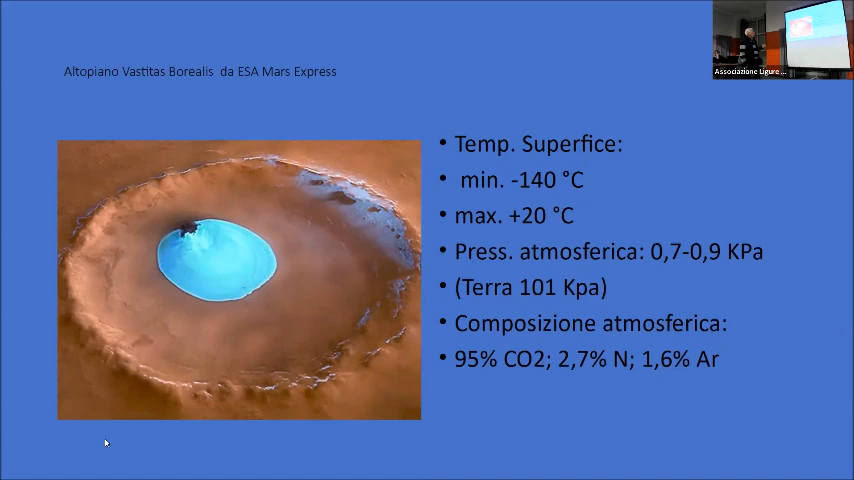 Associazione Ligure ...
Altopiano Vastitas Borealis da ESA Mars Express
• Temp. Superfice:
• min. -140 °C
• max. +20 °C
• Press. atmosferica: 0,7-0,9 KPa
• (Terra 101 Kpa)
• Composizione atmosferica:
• 95% CO2; 2,7% N; 1,6% Ar